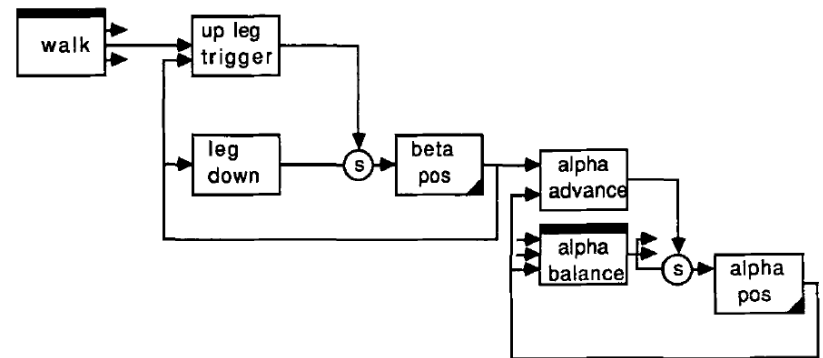 walk
up leg
trigger
leg
down
s
beta
pos
alpha
advance
alpha
balance
s
alpha
pos